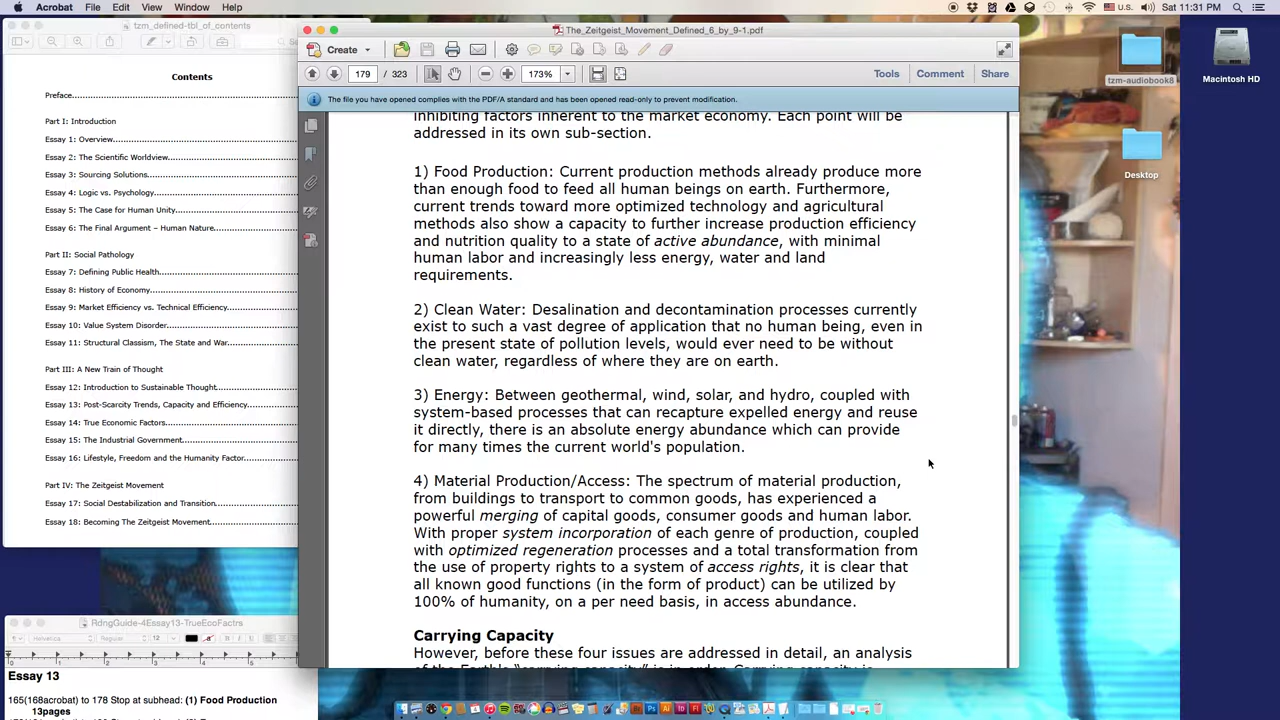 Acrobat File Edit View Window Help
U.S. Sat 11:31 PM
tzm_defined-tbl_of_contents
Contents
Preface
Part I: Introduction
Essay 1: Overview
Essay 2: The Scientific Worldview
Essay 3: Sourcing Solutions
Essay 4: Logic vs. Psychology
Essay 5: The Case for Human Unity
Essay 6: The Final Argument – Human Nature
Part II: Social Pathology
Essay 7: Defining Public Health
Essay 8: History of Economy
Essay 9: Market Efficiency vs. Technical Efficiency
Essay 10: Value System Disorder
Essay 11: Structural Classism, The State and War
Part III: A New Train of Thought
Essay 12: Introduction to Sustainable Thought
Essay 13: Post-Scarcity Trends, Capacity and Efficiency
Essay 14: True Economic Factors
Essay 15: The Industrial Government
Essay 16: Lifestyle, Freedom and the Humanity Factor
Part IV: The Zeitgeist Movement
Essay 17: Social Destabilization and Transition
Essay 18: Becoming The Zeitgeist Movement
The_Zeitgeist_Movement_Defined_6_by_9-1.pdf
Create
179 / 323 173% Tools Comment Share
The file you have opened complies with the PDF/A standard and has been opened read-only to prevent modification.
inhibiting factors inherent to the market economy. Each point will be
addressed in its own sub-section.
1) Food Production: Current production methods already produce more
than enough food to feed all human beings on earth. Furthermore,
current trends toward more optimized technology and agricultural
methods also show a capacity to further increase production efficiency
and nutrition quality to a state of active abundance, with minimal
human labor and increasingly less energy, water and land
requirements.
2) Clean Water: Desalination and decontamination processes currently
exist to such a vast degree of application that no human being, even in
the present state of pollution levels, would ever need to be without
clean water, regardless of where they are on earth.
3) Energy: Between geothermal, wind, solar, and hydro, coupled with
system-based processes that can recapture expelled energy and reuse
it directly, there is an absolute energy abundance which can provide
for many times the current world's population.
4) Material Production/Access: The spectrum of material production,
from buildings to transport to common goods, has experienced a
powerful merging of capital goods, consumer goods and human labor.
With proper system incorporation of each genre of production, coupled
with optimized regeneration processes and a total transformation from
the use of property rights to a system of access rights, it is clear that
all known good functions (in the form of product) can be utilized by
100% of humanity, on a per need basis, in access abundance.
Carrying Capacity
However, before these four issues are addressed in detail, an analysis
tzm-audiobook8
Desktop
Macintosh HD
RdngGuide-4Essay13-TrueEcoFactrs
Helvetica Regular 12
0 1 2 3 4 5
Essay 13
165(168acrobat) to 178 Stop at subhead: (1) Food Production
13pages